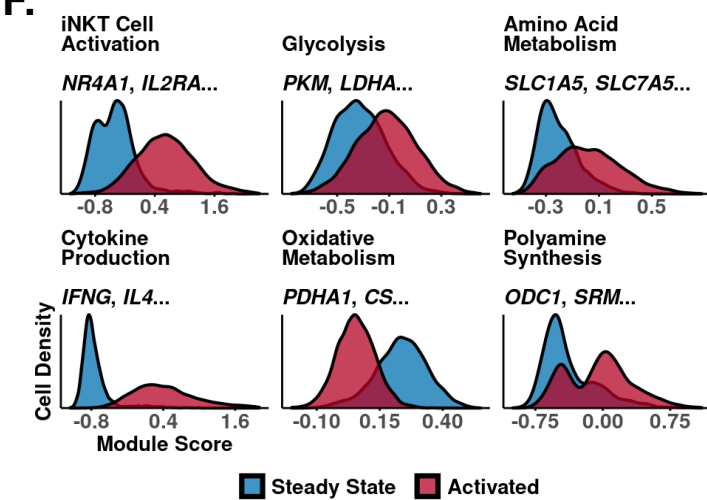 F.
iNKT Cell
Activation
NR4A1, IL2RA...
-0.8 0.4 1.6
Glycolysis
PKM, LDHA...
-0.5 -0.1 0.3
Amino Acid
Metabolism
SLC1A5, SLC7A5...
-0.3 0.1 0.5
Cytokine
Production
IFNG, IL4...
-0.8 0.4 1.6
Oxidative
Metabolism
PDHA1, CS...
-0.10 0.15 0.40
Polyamine
Synthesis
ODC1, SRM...
-0.75 0.00 0.75
Cell Density
Module Score
Steady State
Activated